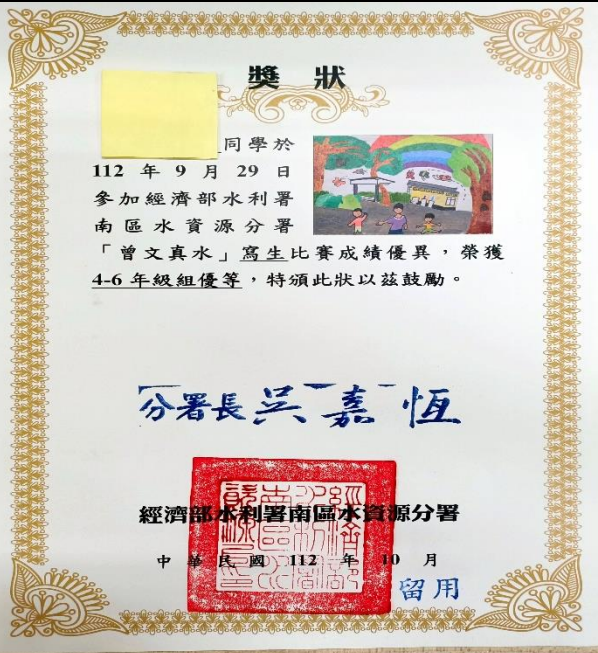 獎狀
同學於
112 年 9 月 29 日
參加經濟部水利署
南區水資源分署
「曾文真水」寫生比賽成績優異，榮獲
4-6 年級組優等，特頒此狀以茲鼓勵。
分署長 吳嘉恆
經濟部水利署南區水資源分署
中華民國 112 年 10 月
留用